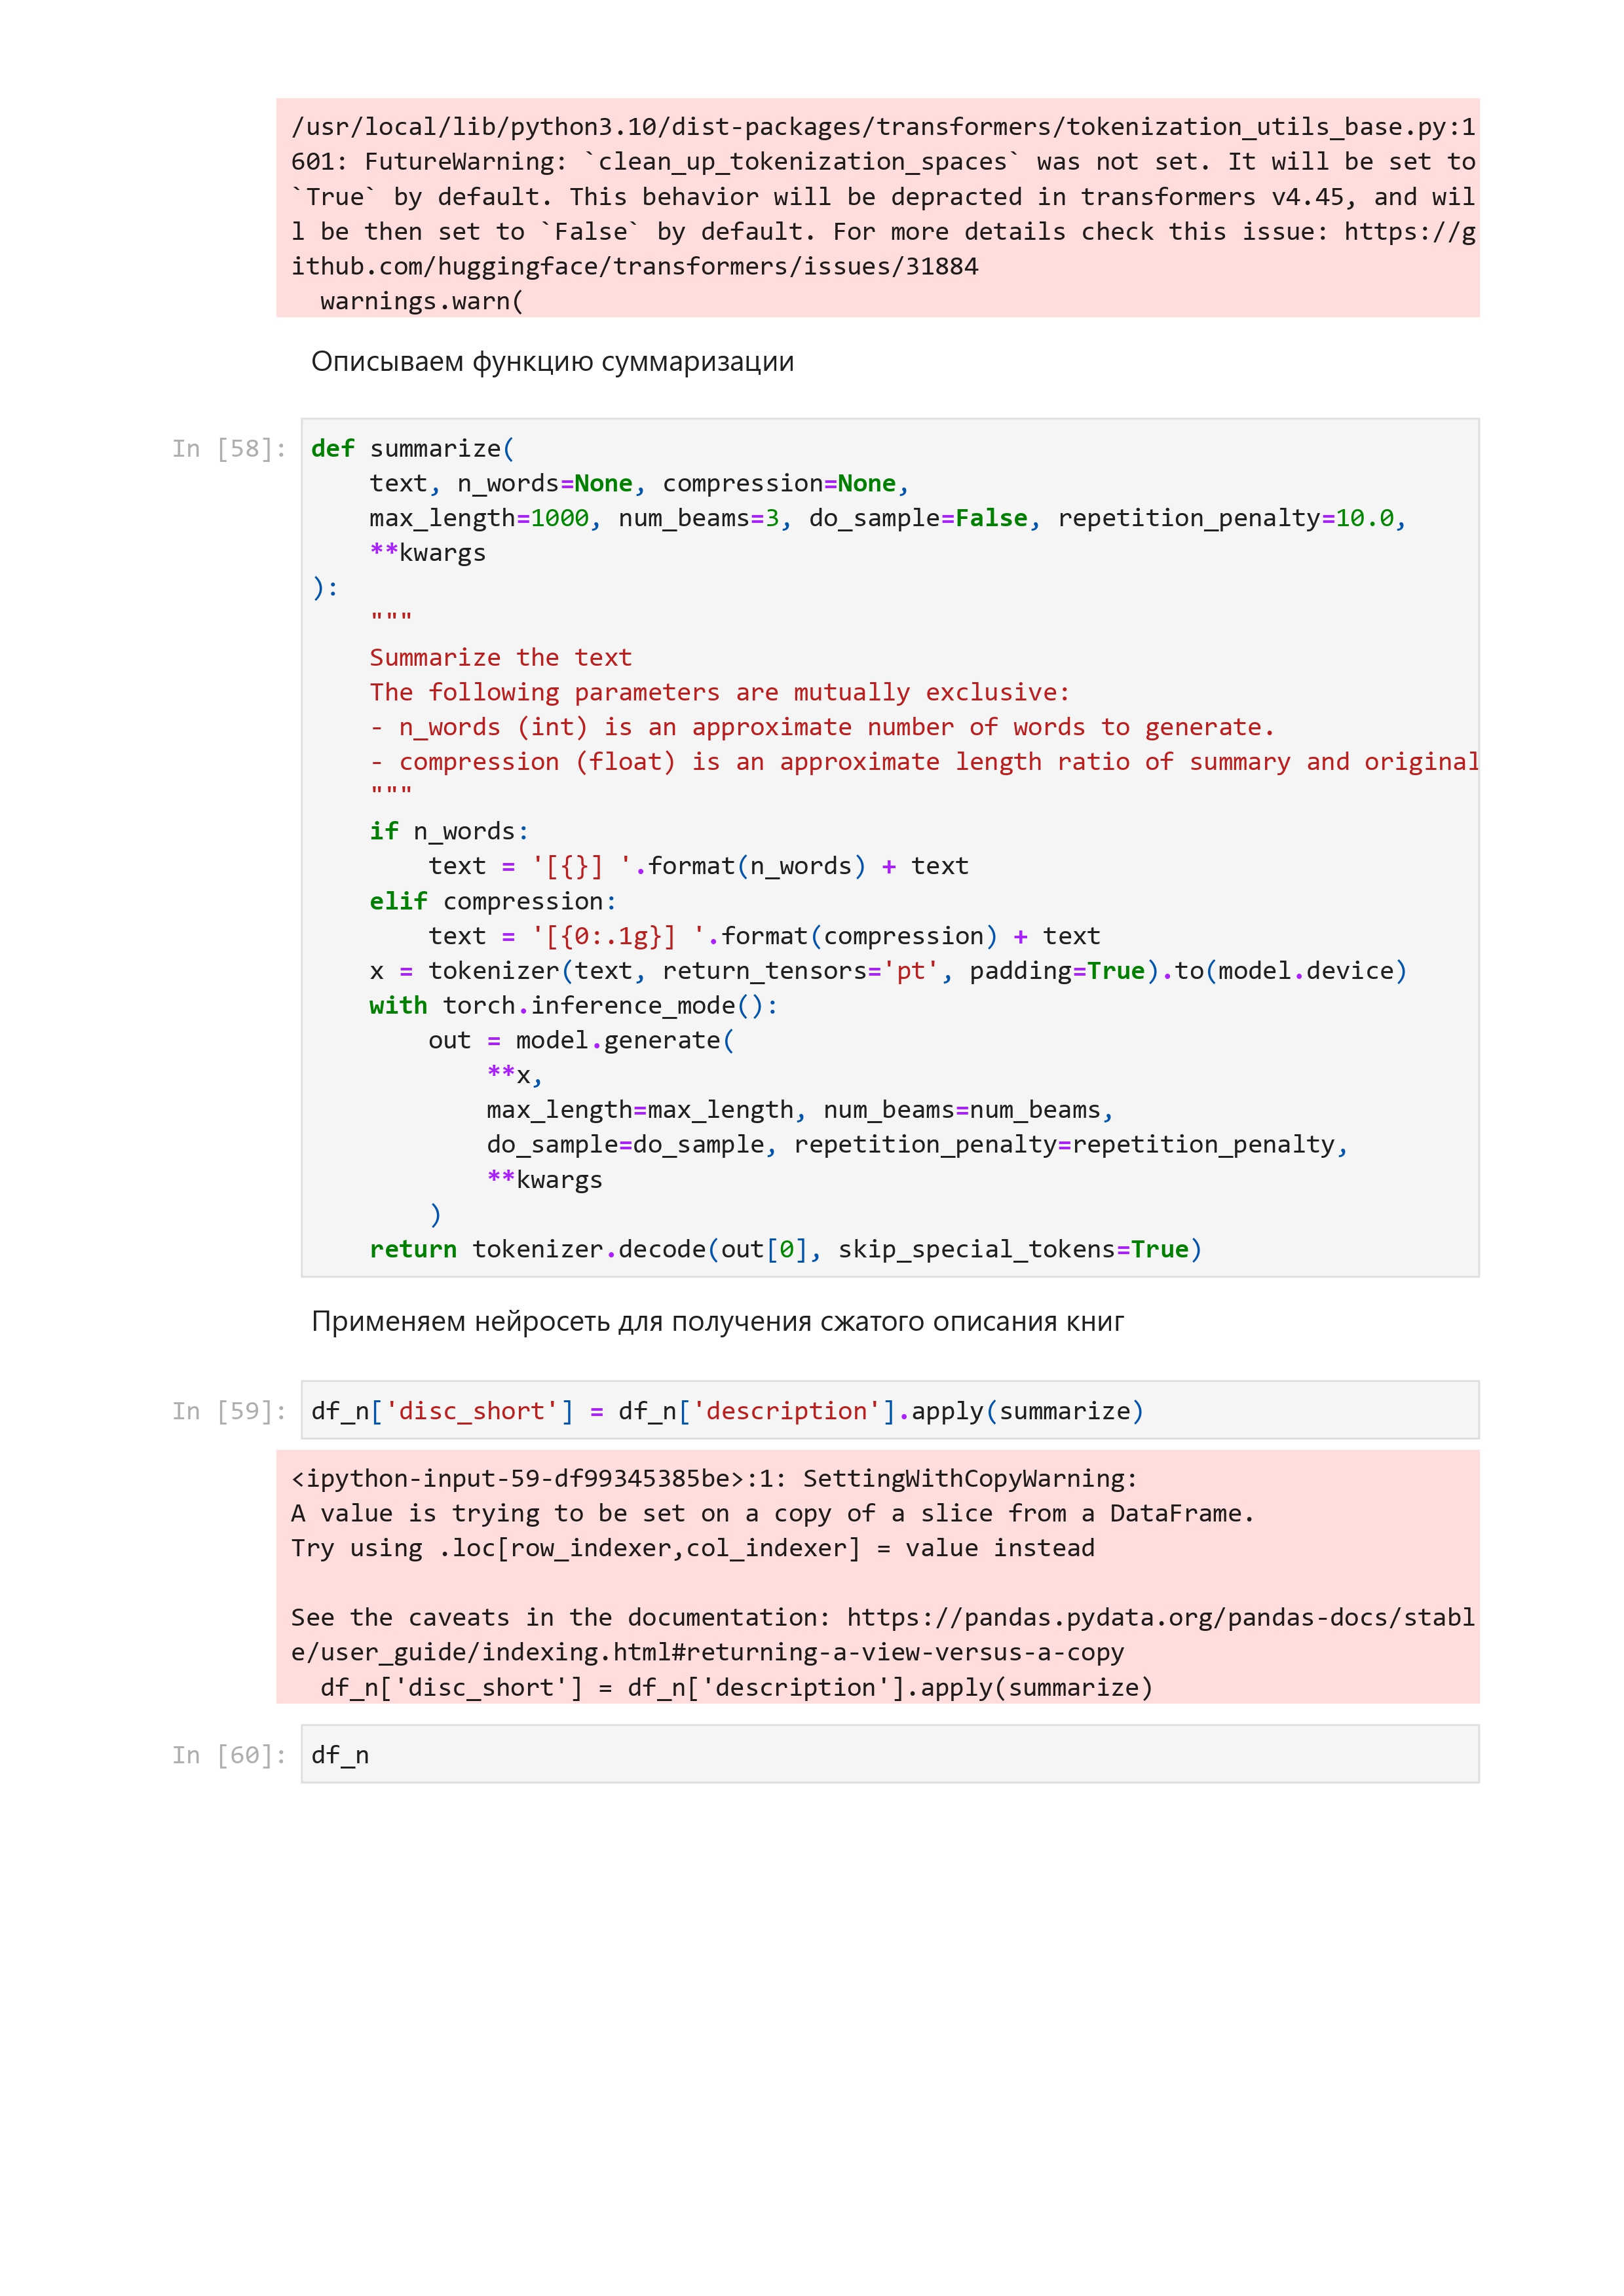 /usr/local/lib/python3.10/dist-packages/transformers/tokenization_utils_base.py:1
601: FutureWarning: `clean_up_tokenization_spaces` was not set. It will be set to
`True` by default. This behavior will be depracted in transformers v4.45, and wil
l be then set to `False` by default. For more details check this issue: https://g
ithub.com/huggingface/transformers/issues/31884
  warnings.warn(
Описываем функцию суммаризации
In [58]: def summarize(
    text, n_words=None, compression=None,
    max_length=1000, num_beams=3, do_sample=False, repetition_penalty=10.0,
    **kwargs
):
    """
    Summarize the text
    The following parameters are mutually exclusive:
    - n_words (int) is an approximate number of words to generate.
    - compression (float) is an approximate length ratio of summary and original
    """
    if n_words:
        text = '[{}] '.format(n_words) + text
    elif compression:
        text = '[{0:.1g}] '.format(compression) + text
    x = tokenizer(text, return_tensors='pt', padding=True).to(model.device)
    with torch.inference_mode():
        out = model.generate(
            **x,
            max_length=max_length, num_beams=num_beams,
            do_sample=do_sample, repetition_penalty=repetition_penalty,
            **kwargs
        )
    return tokenizer.decode(out[0], skip_special_tokens=True)
Применяем нейросеть для получения сжатого описания книг
In [59]: df_n['disc_short'] = df_n['description'].apply(summarize)
<ipython-input-59-df99345385be>:1: SettingWithCopyWarning:
A value is trying to be set on a copy of a slice from a DataFrame.
Try using .loc[row_indexer,col_indexer] = value instead
See the caveats in the documentation: https://pandas.pydata.org/pandas-docs/stabl
e/user_guide/indexing.html#returning-a-view-versus-a-copy
  df_n['disc_short'] = df_n['description'].apply(summarize)
In [60]: df_n